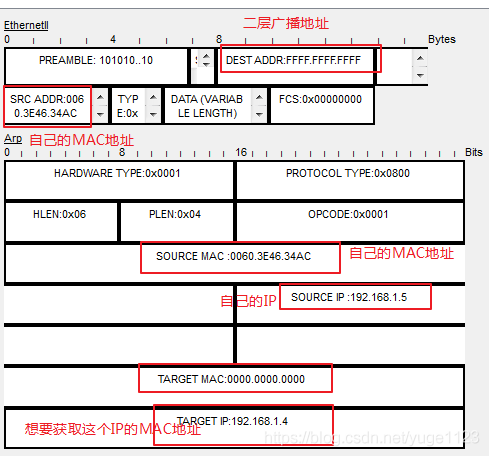 二层广播地址
EthernetII
0 4 8 Bytes
PREAMBLE: 101010..10
DEST ADDR:FFFF.FFFF.FFFF
SRC ADDR:006
0.3E46.34AC
TYP
E:0x
DATA (VARIAB
LE LENGTH)
FCS:0x00000000
Arp
自己的MAC地址
0 8 16 Bits
HARDWARE TYPE:0x0001
PROTOCOL TYPE:0x0800
HLEN:0x06
PLEN:0x04
OPCODE:0x0001
SOURCE MAC :0060.3E46.34AC
自己的MAC地址
自己的IP
SOURCE IP :192.168.1.5
TARGET MAC:0000.0000.0000
TARGET IP:192.168.1.4
想要获取这个IP的MAC地址
https://blog.csdn.net/yuge1123